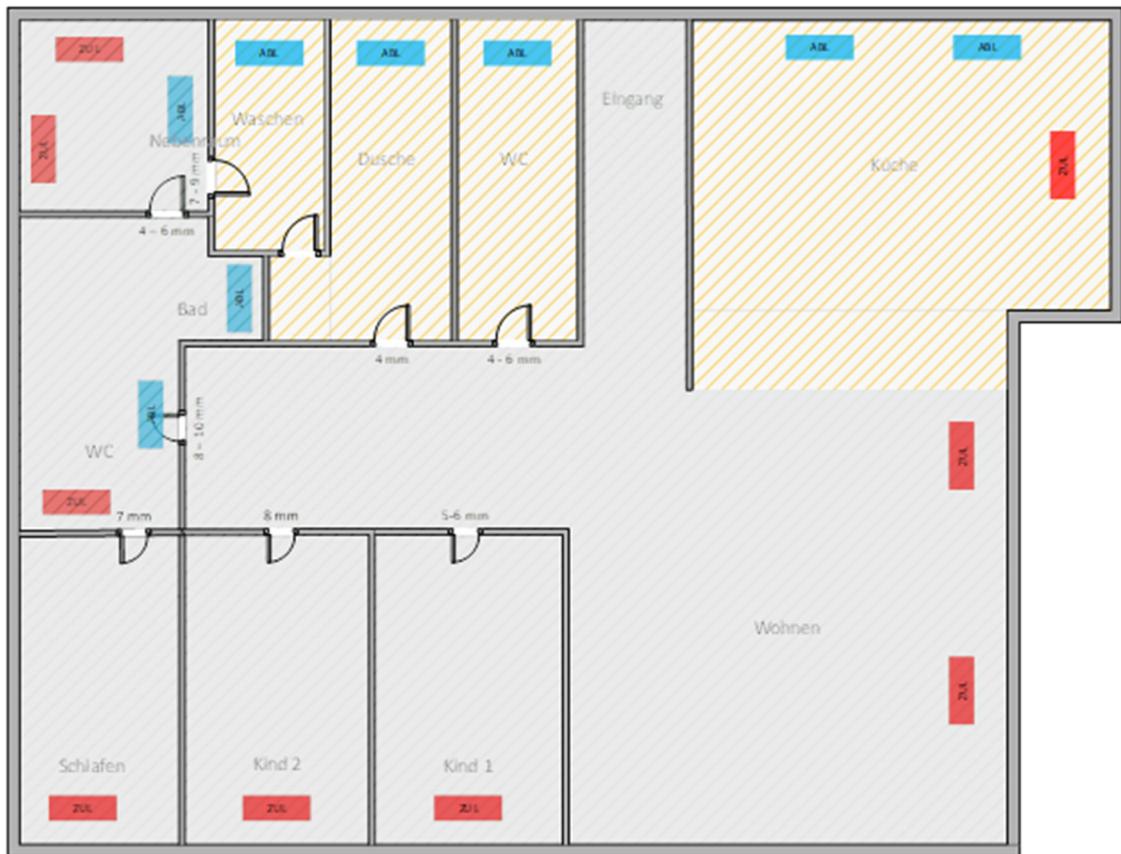 ZUL
ABL
ABL
ABL
ABL
ABL
ABL
Eingang
Waschen
ZUL
Nebenraum
Dusche
WC
Küche
ZUL
7 - 9 mm
4 – 6 mm
ABL
Bad
4 mm
4 - 6 mm
ABL
8 – 10 mm
WC
ZUL
ZUL
7 mm
8 mm
5-6 mm
Wohnen
ZUL
Schlafen
Kind 2
Kind 1
ZUL
ZUL
ZUL